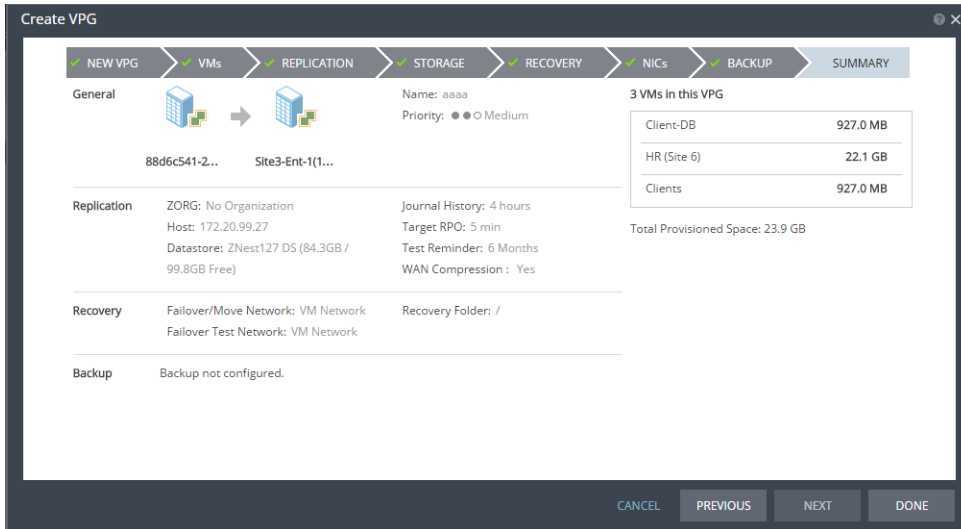 Create VPG
NEW VPG
VMs
REPLICATION
STORAGE
RECOVERY
NICs
BACKUP
SUMMARY
General
88d6c541-2...
Site3-Ent-1(1...
Name: aaaa
Priority: Medium
Replication
ZORG: No Organization
Host: 172.20.99.27
Datastore: ZNest127 DS (84.3GB /
99.8GB Free)
Journal History: 4 hours
Target RPO: 5 min
Test Reminder: 6 Months
WAN Compression : Yes
Recovery
Failover/Move Network: VM Network
Failover Test Network: VM Network
Recovery Folder: /
Backup
Backup not configured.
3 VMs in this VPG
Client-DB 927.0 MB
HR (Site 6) 22.1 GB
Clients 927.0 MB
Total Provisioned Space: 23.9 GB
CANCEL
PREVIOUS
NEXT
DONE